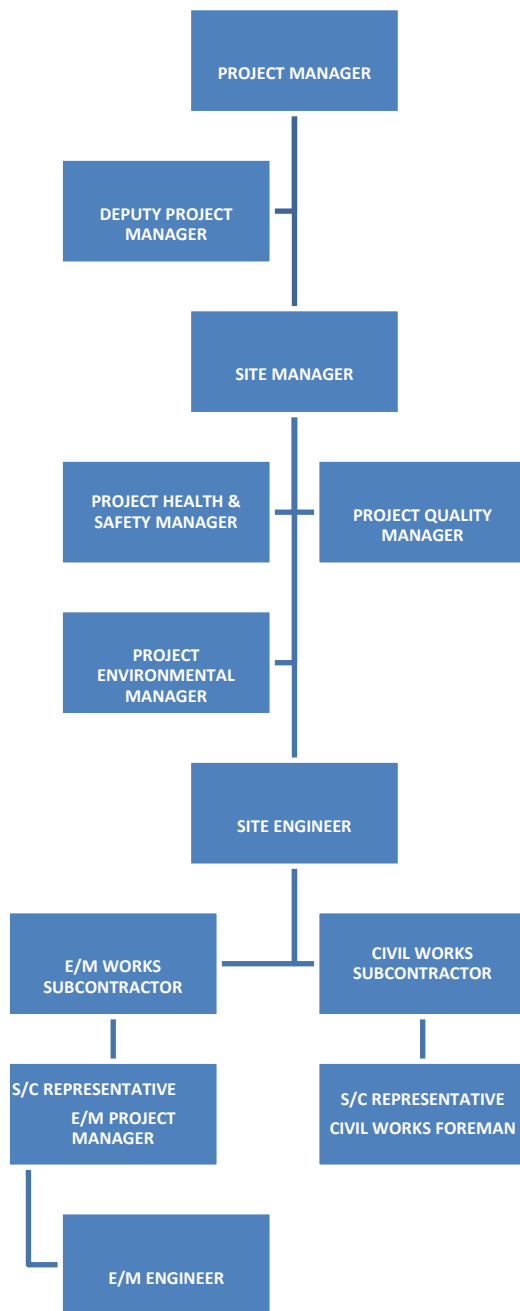 PROJECT MANAGER
DEPUTY PROJECT
MANAGER
SITE MANAGER
PROJECT HEALTH &
SAFETY MANAGER
PROJECT QUALITY
MANAGER
PROJECT
ENVIRONMENTAL
MANAGER
SITE ENGINEER
E/M WORKS
SUBCONTRACTOR
CIVIL WORKS
SUBCONTRACTOR
S/C REPRESENTATIVE
E/M PROJECT
MANAGER
S/C REPRESENTATIVE
CIVIL WORKS FOREMAN
E/M ENGINEER